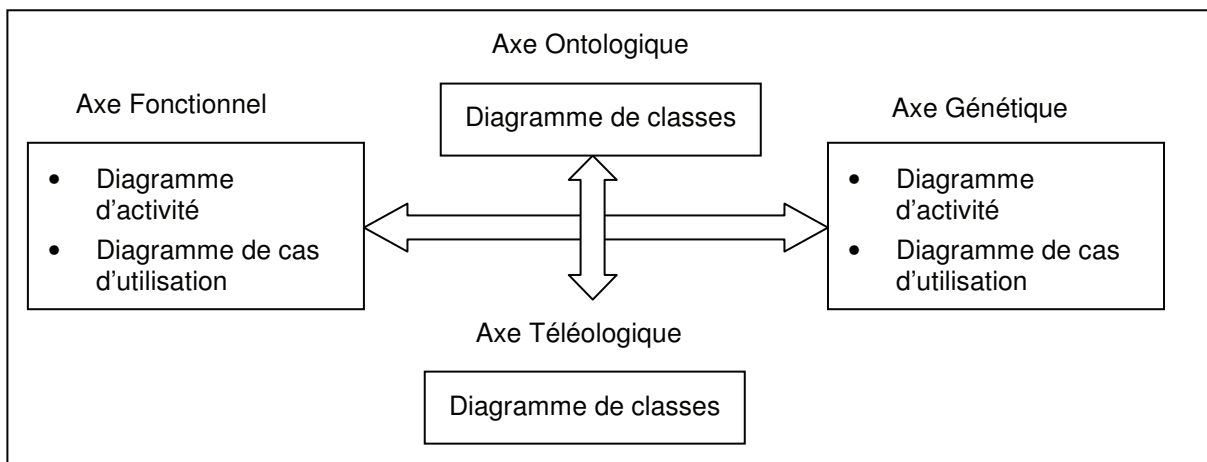 Axe Ontologique
Diagramme de classes
Axe Fonctionnel
• Diagramme
d'activité
• Diagramme de cas
d'utilisation
Axe Génétique
• Diagramme
d'activité
• Diagramme de cas
d'utilisation
Axe Téléologique
Diagramme de classes